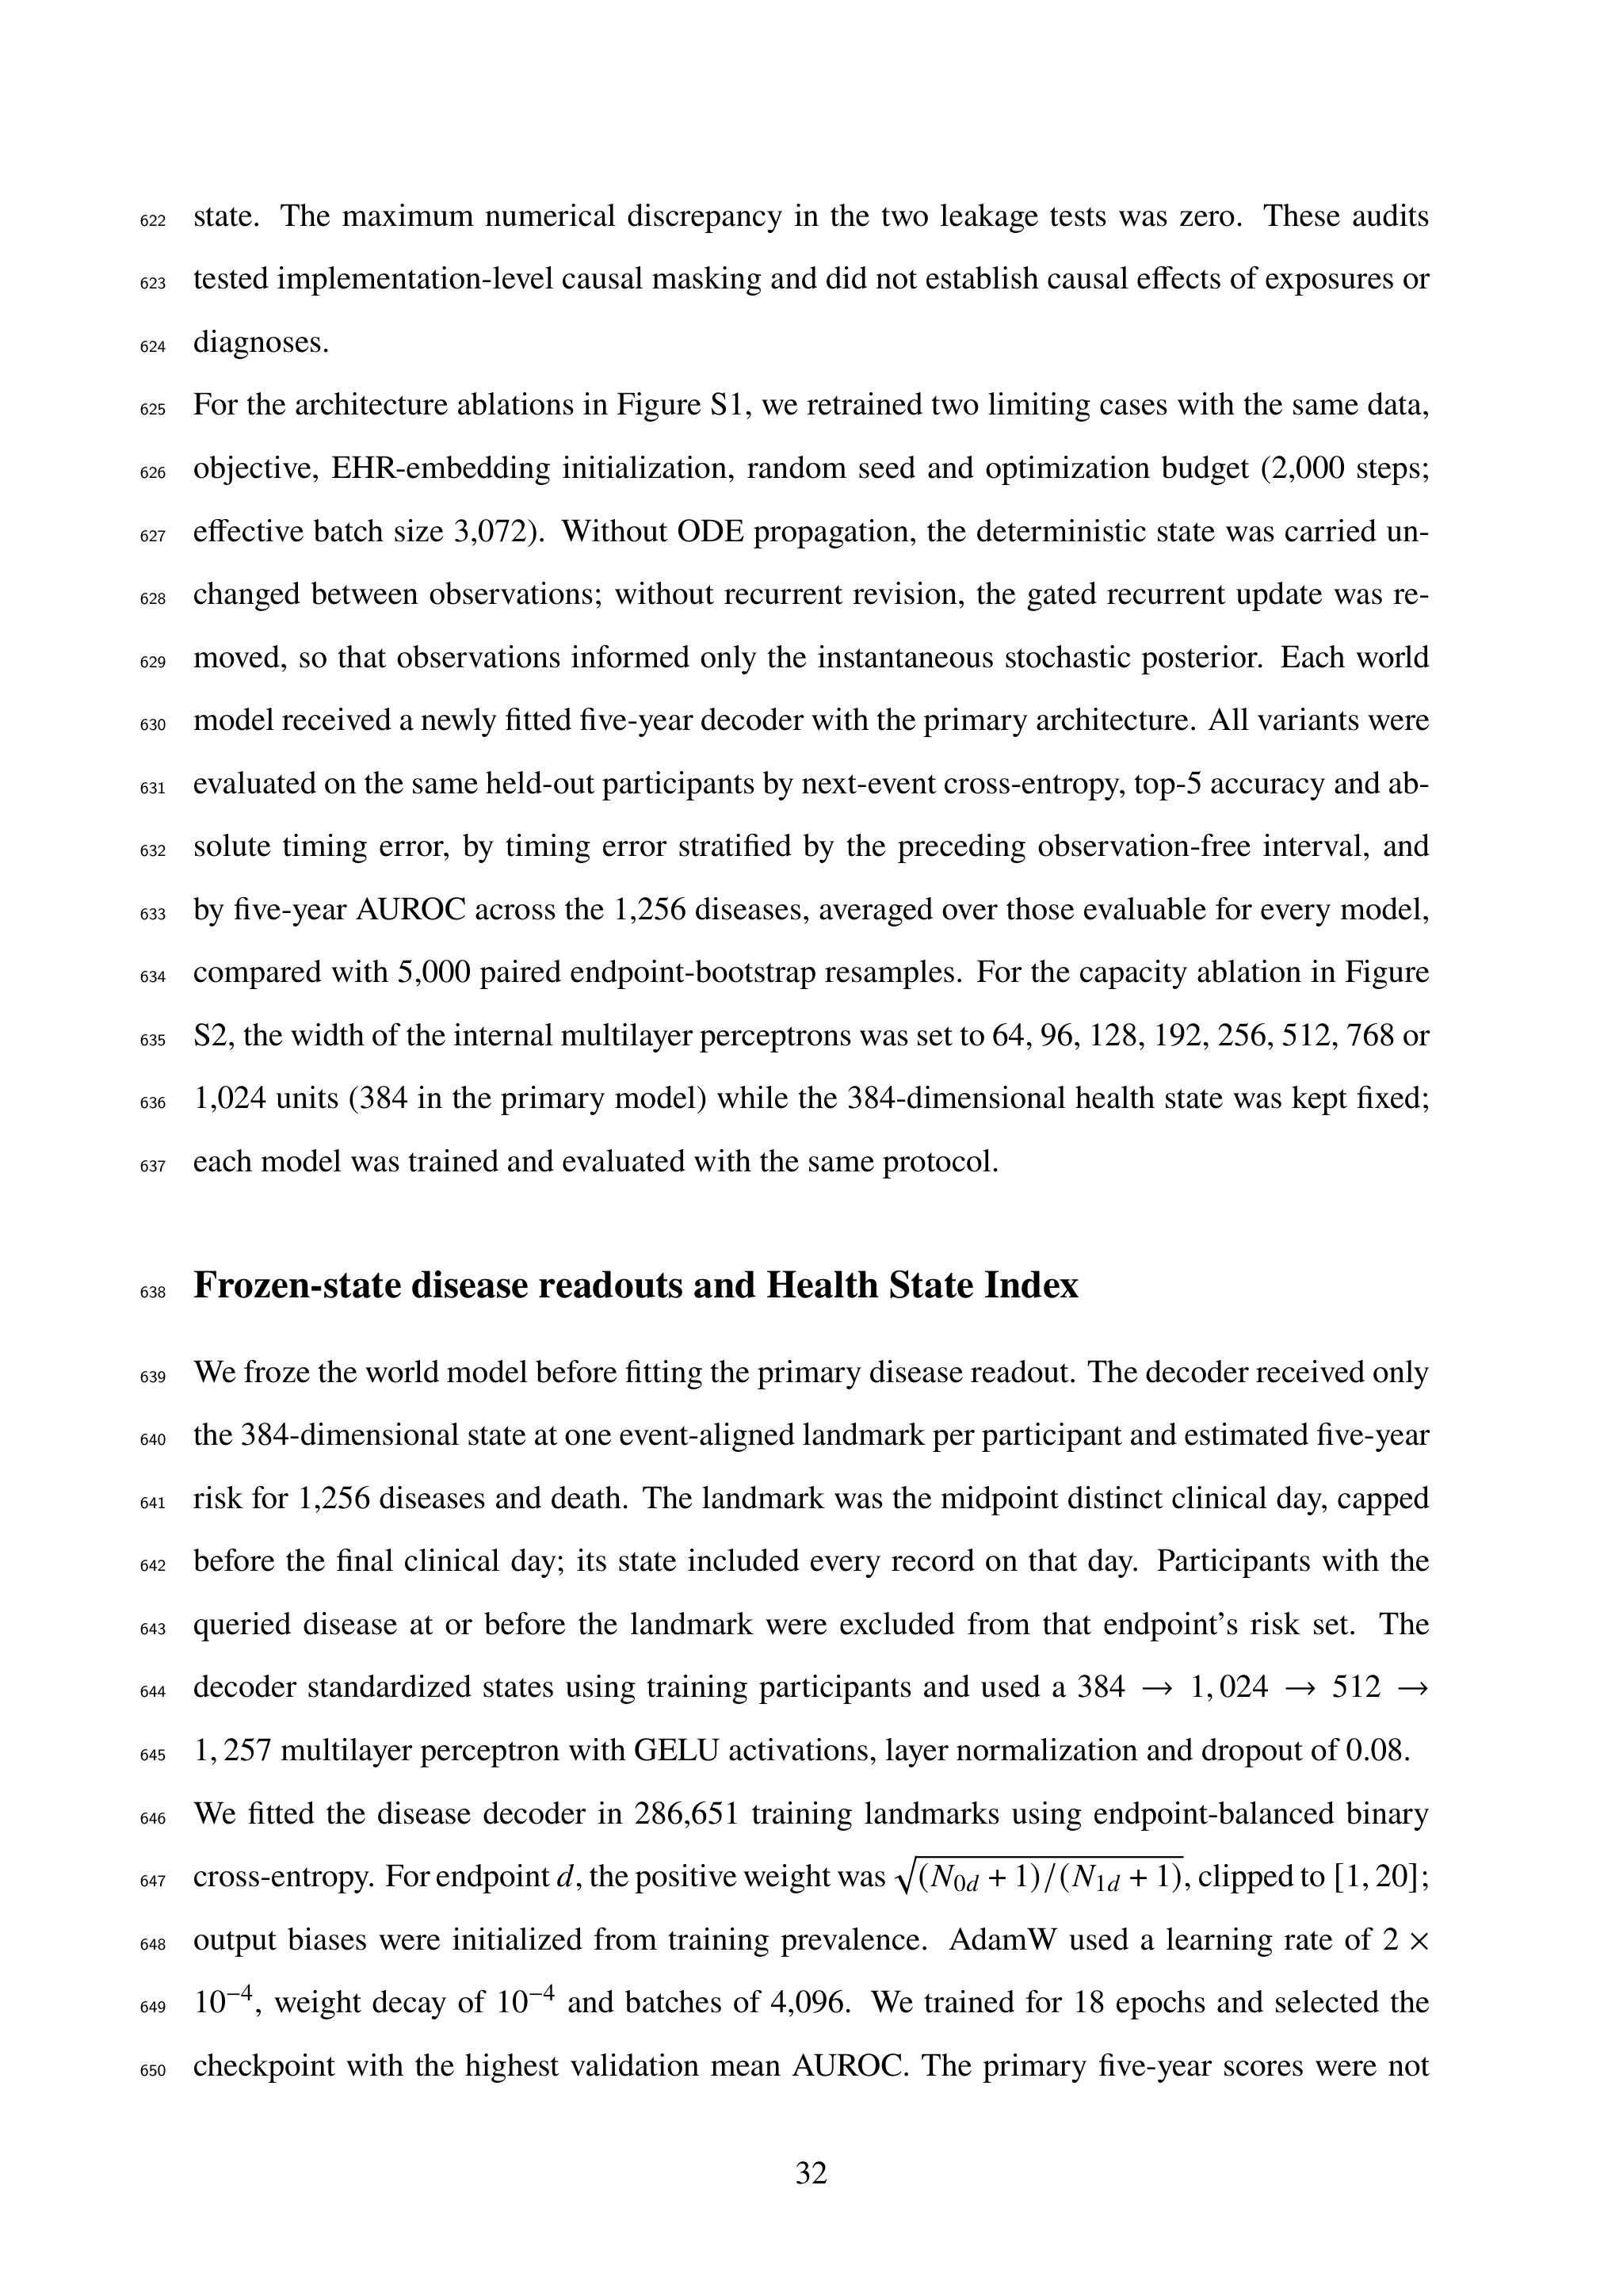 622 state. The maximum numerical discrepancy in the two leakage tests was zero. These audits
623 tested implementation-level causal masking and did not establish causal effects of exposures or
624 diagnoses.
625 For the architecture ablations in Figure S1, we retrained two limiting cases with the same data,
626 objective, EHR-embedding initialization, random seed and optimization budget (2,000 steps;
627 effective batch size 3,072). Without ODE propagation, the deterministic state was carried un-
628 changed between observations; without recurrent revision, the gated recurrent update was re-
629 moved, so that observations informed only the instantaneous stochastic posterior. Each world
630 model received a newly fitted five-year decoder with the primary architecture. All variants were
631 evaluated on the same held-out participants by next-event cross-entropy, top-5 accuracy and ab-
632 solute timing error, by timing error stratified by the preceding observation-free interval, and
633 by five-year AUROC across the 1,256 diseases, averaged over those evaluable for every model,
634 compared with 5,000 paired endpoint-bootstrap resamples. For the capacity ablation in Figure
635 S2, the width of the internal multilayer perceptrons was set to 64, 96, 128, 192, 256, 512, 768 or
636 1,024 units (384 in the primary model) while the 384-dimensional health state was kept fixed;
637 each model was trained and evaluated with the same protocol.
638 Frozen-state disease readouts and Health State Index
639 We froze the world model before fitting the primary disease readout. The decoder received only
640 the 384-dimensional state at one event-aligned landmark per participant and estimated five-year
641 risk for 1,256 diseases and death. The landmark was the midpoint distinct clinical day, capped
642 before the final clinical day; its state included every record on that day. Participants with the
643 queried disease at or before the landmark were excluded from that endpoint’s risk set. The
644 decoder standardized states using training participants and used a 384 → 1, 024 → 512 →
645 1, 257 multilayer perceptron with GELU activations, layer normalization and dropout of 0.08.
646 We fitted the disease decoder in 286,651 training landmarks using endpoint-balanced binary
647 cross-entropy. For endpoint d, the positive weight was √(N₀d + 1)/(N₁d + 1), clipped to [1, 20];
648 output biases were initialized from training prevalence. AdamW used a learning rate of 2 ×
649 10⁻⁴, weight decay of 10⁻⁴ and batches of 4,096. We trained for 18 epochs and selected the
650 checkpoint with the highest validation mean AUROC. The primary five-year scores were not
32